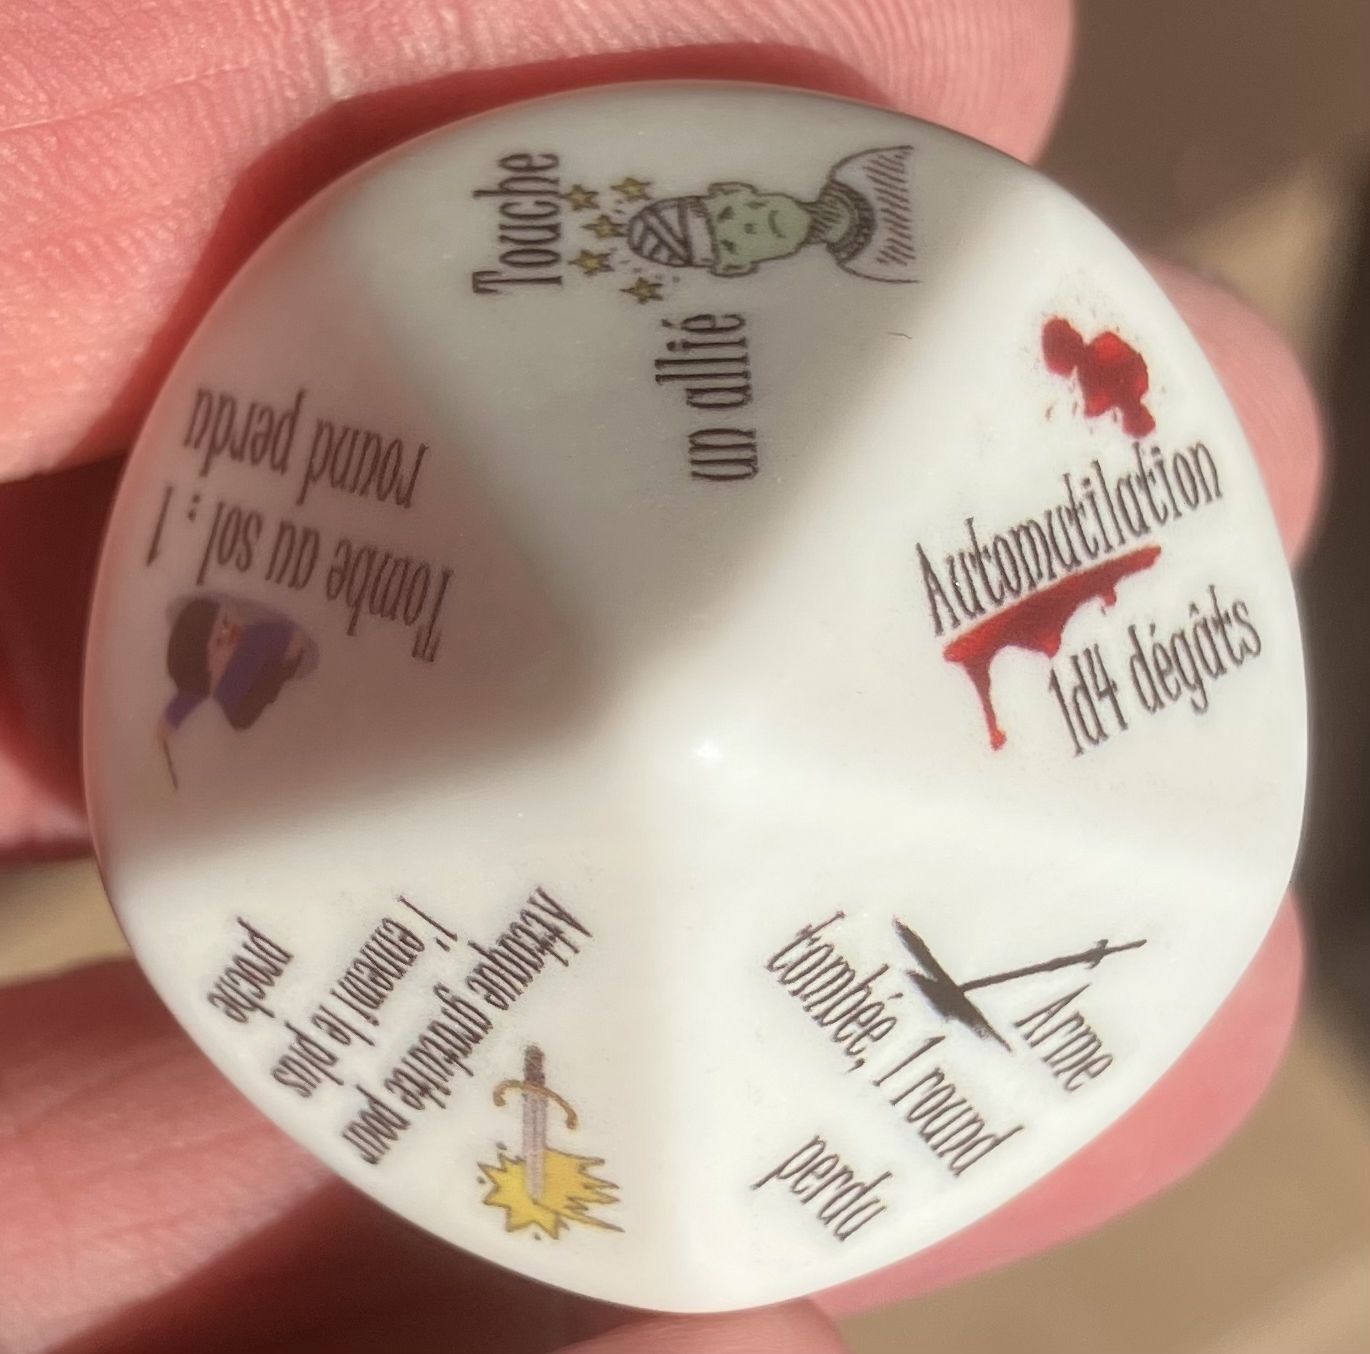 Touche
un allié
Automutilation
1d4 dégâts
Arme
tombée, 1 round
perdu
Attaque gratuite pour
l'ennemi le plus
proche
Tombe au sol : 1
round perdu